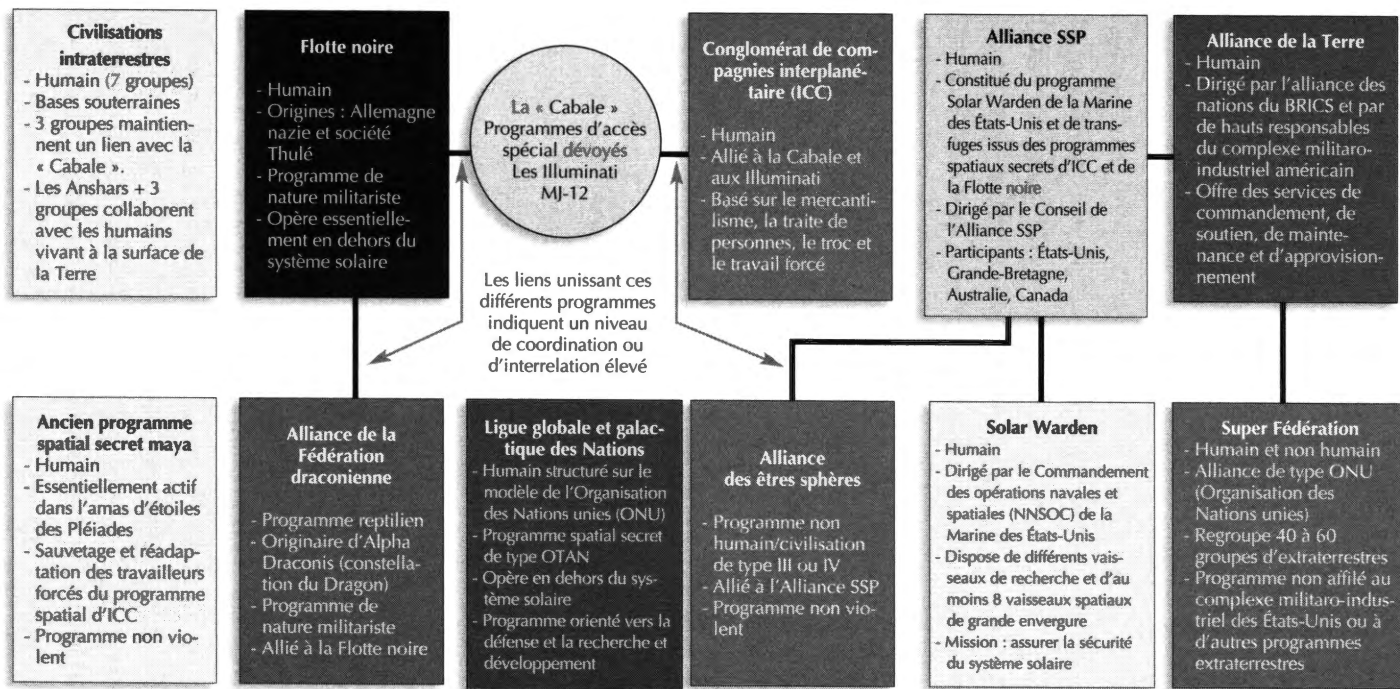 Civilisations
intraterrestres
- Humain (7 groupes)
- Bases souterraines
- 3 groupes maintien-
nent un lien avec la
« Cabale ».
- Les Anshars + 3
groupes collaborent
avec les humains
vivant à la surface de
la Terre
Flotte noire
- Humain
- Origines : Allemagne
nazie et société
Thulé
- Programme de
nature militariste
- Opère essentielle-
ment en dehors du
système solaire
La « Cabale »
Programmes d'accès
spécial dévoyés
Les Illuminati
MJ-12
Conglomérat de com-
pagnies interplané-
taire (ICC)
- Humain
- Allié à la Cabale et
aux Illuminati
- Basé sur le mercanti-
lisme, la traite de
personnes, le troc et
le travail forcé
Alliance SSP
- Humain
- Constitué du programme
Solar Warden de la Marine
des États-Unis et de trans-
fuges issus des programmes
spatiaux secrets d'ICC et de
la Flotte noire
- Dirigé par le Conseil de
l'Alliance SSP
- Participants : États-Unis,
Grande-Bretagne,
Australie, Canada
Alliance de la Terre
- Humain
- Dirigé par l'alliance des
nations du BRICS et par
de hauts responsables
du complexe militaro-
industriel américain
- Offre des services de
commandement, de
soutien, de mainte-
nance et d'approvision-
nement
Les liens unissant ces
différents programmes
indiquent un niveau
de coordination ou
d'interrelation élevé
Ancien programme
spatial secret maya
- Humain
- Essentiellement actif
dans l'amas d'étoiles
des Pléiades
- Sauvetage et réadap-
tation des travailleurs
forcés du programme
spatial d'ICC
- Programme non vio-
lent
Alliance de la
Fédération
draconienne
- Programme reptilien
- Originaire d'Alpha
Draconis (constella-
tion du Dragon)
- Programme de
nature militariste
- Allié à la Flotte noire
Ligue globale et galac-
tique des Nations
- Humain structuré sur le
modèle de l'Organisation
des Nations unies (ONU)
- Programme spatial secret
de type OTAN
- Opère en dehors du sys-
tème solaire
- Programme orienté vers la
défense et la recherche et
développement
Alliance
des êtres sphères
- Programme non
humain/civilisation
de type III ou IV
- Allié à l'Alliance SSP
- Programme non vio-
lent
Solar Warden
- Humain
- Dirigé par le Commandement
des opérations navales et
spatiales (NNSOC) de la
Marine des États-Unis
- Dispose de différents vais-
seaux de recherche et d'au
moins 8 vaisseaux spatiaux
de grande envergure
- Mission : assurer la sécurité
du système solaire
Super Fédération
- Humain et non humain
- Alliance de type ONU
(Organisation des
Nations unies)
- Regroupe 40 à 60
groupes d'extraterrestres
- Programme non affilé au
complexe militaro-indus-
triel des États-Unis ou à
d'autres programmes
extraterrestres